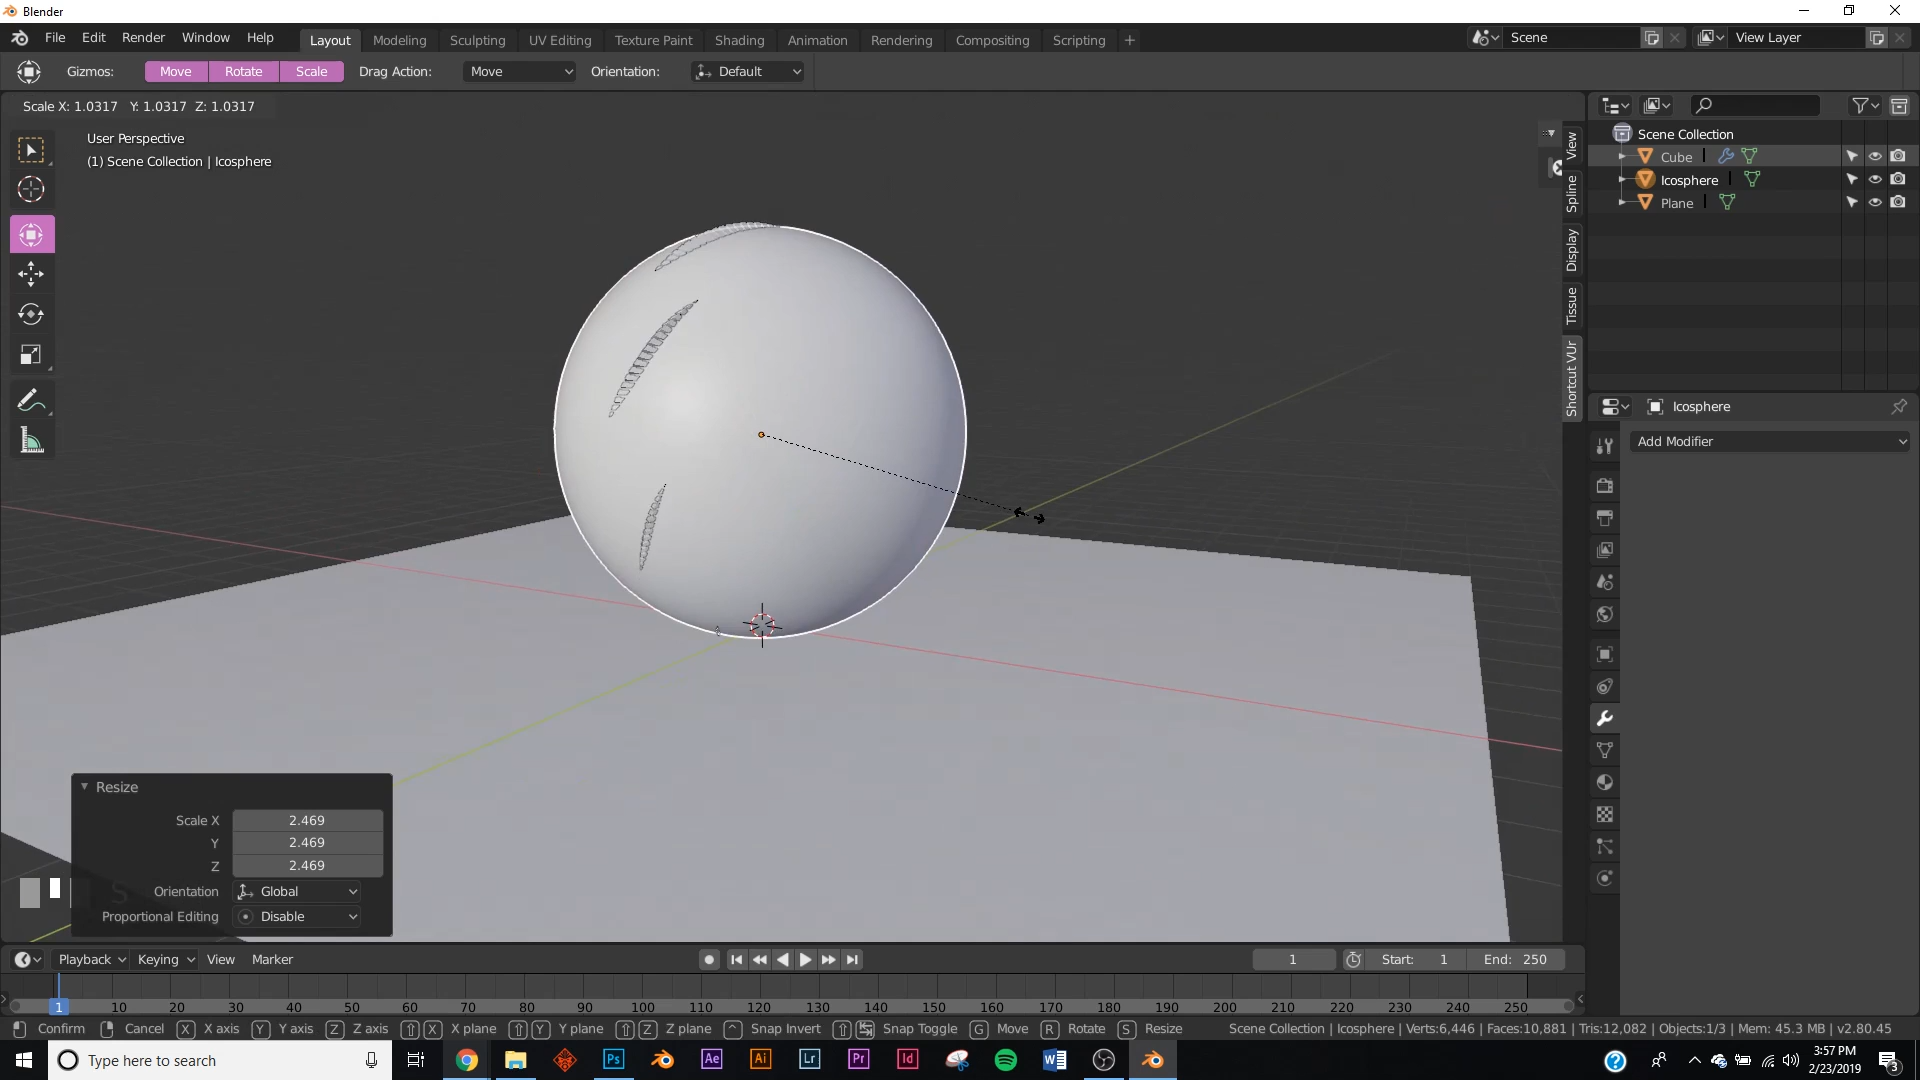 Blender
File Edit Render Window Help Layout Modeling Sculpting UV Editing Texture Paint Shading Animation Rendering Compositing Scripting Scene View Layer
Gizmos: Move Rotate Scale Drag Action: Move Orientation: Default
Scale X: 1.0317 Y: 1.0317 Z: 1.0317
User Perspective
(1) Scene Collection | Icosphere
Scene Collection
Cube
Icosphere
Plane
View
Spline
Display
Tissue
Shortcut VUr
Icosphere
Add Modifier
Resize
Scale X 2.469
Y 2.469
Z 2.469
Orientation Global
Proportional Editing Disable
S
Playback Keying View Marker 1 Start: 1 End: 250
1 10 20 30 40 50 60 70 80 90 100 110 120 130 140 150 160 170 180 190 200 210 220 230 240 250
Confirm Cancel X X axis Y Y axis Z Z axis X X plane Y Y plane Z Z plane ^ Snap Invert Snap Toggle G Move R Rotate S Resize Scene Collection | Icosphere | Verts:6,446 | Faces:10,881 | Tris:12,082 | Objects:1/3 | Mem: 45.3 MB | v2.80.45
Type here to search Ps Ae Ai Lr Pr Id W ? 3:57 PM
2/23/2019
3